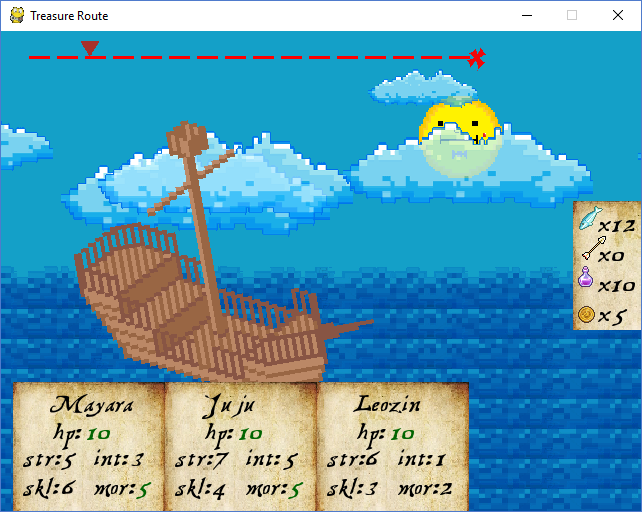 Treasure Route
x12
x0
x10
x5
Mayara
hp: 10
str: 5 int: 3
skl: 6 mor: 5
Juju
hp: 10
str: 7 int: 5
skl: 4 mor: 5
Leozin
hp: 10
str: 6 int: 1
skl: 3 mor: 2